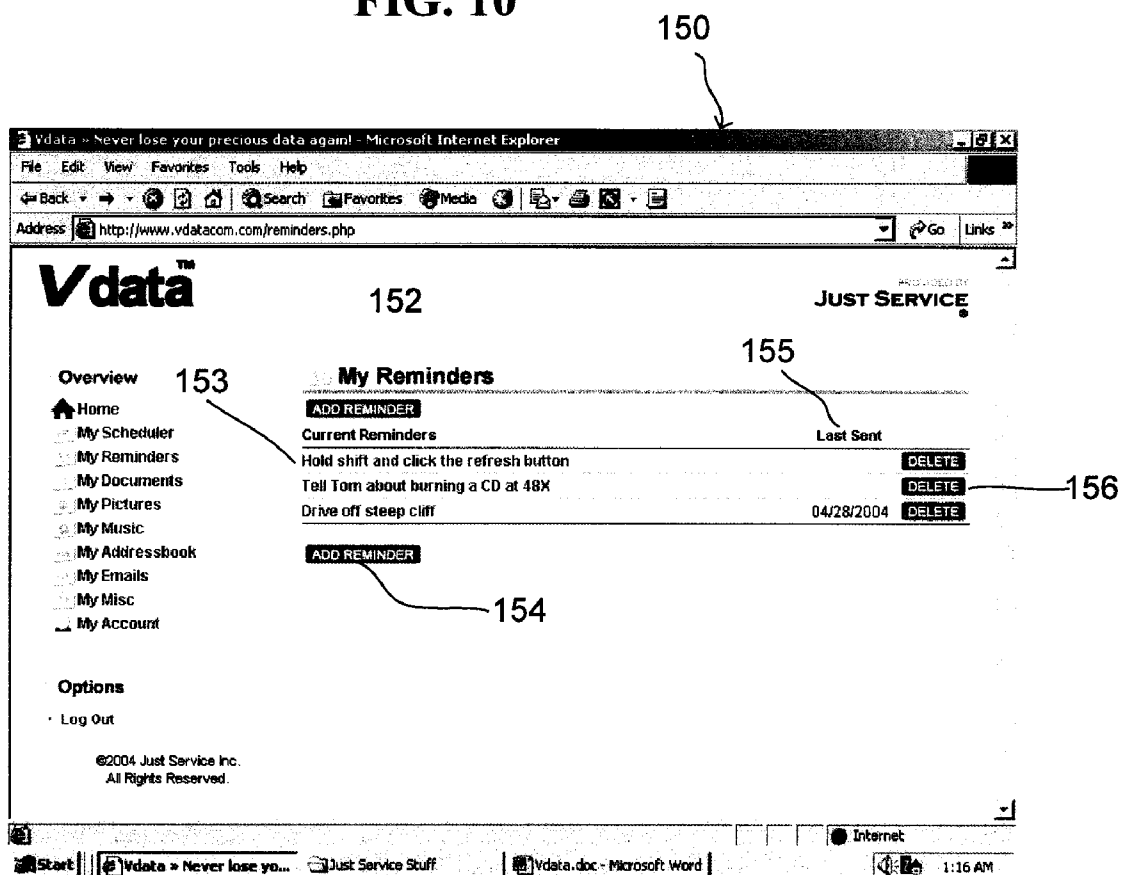 FIG. 10
150
Vdata » Never lose your precious data again! - Microsoft Internet Explorer
File Edit View Favorites Tools Help
Back Search Favorites Media
Address http://www.vdatacom.com/reminders.php Go Links »
Vdata™
152
PROVIDED BY
JUST SERVICE
155
Overview
153
My Reminders
Home
ADD REMINDER
My Scheduler
Current Reminders Last Sent
My Reminders
Hold shift and click the refresh button DELETE
My Documents
Tell Tom about burning a CD at 48X DELETE
156
My Pictures
Drive off steep cliff 04/28/2004 DELETE
My Music
My Addressbook
ADD REMINDER
My Emails
My Misc
154
My Account
Options
· Log Out
©2004 Just Service Inc.
All Rights Reserved.
Internet
Start Vdata » Never lose yo... Just Service Stuff Vdata.doc - Microsoft Word 1:16 AM